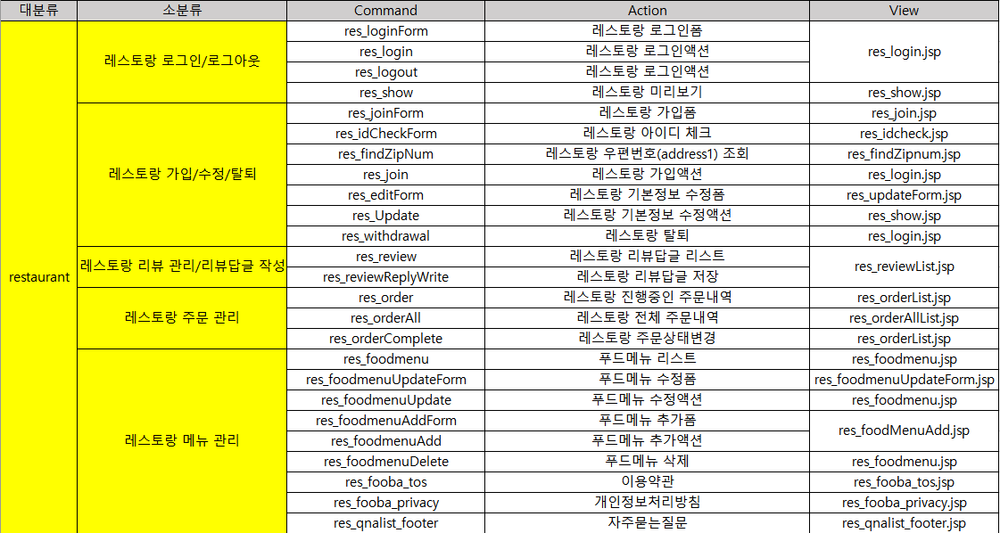 대분류 소분류 Command Action View
restaurant
레스토랑 로그인/로그아웃
res_loginForm 레스토랑 로그인폼
res_login 레스토랑 로그인액션 res_login.jsp
res_logout 레스토랑 로그인액션
res_show 레스토랑 미리보기 res_show.jsp
레스토랑 가입/수정/탈퇴
res_joinForm 레스토랑 가입폼 res_join.jsp
res_idCheckForm 레스토랑 아이디 체크 res_idcheck.jsp
res_findZipNum 레스토랑 우편번호(address1) 조회 res_findZipnum.jsp
res_join 레스토랑 가입액션 res_login.jsp
res_editForm 레스토랑 기본정보 수정폼 res_updateForm.jsp
res_Update 레스토랑 기본정보 수정액션 res_show.jsp
res_withdrawal 레스토랑 탈퇴 res_login.jsp
레스토랑 리뷰 관리/리뷰답글 작성
res_review 레스토랑 리뷰답글 리스트 res_reviewList.jsp
res_reviewReplyWrite 레스토랑 리뷰답글 저장
레스토랑 주문 관리
res_order 레스토랑 진행중인 주문내역 res_orderList.jsp
res_orderAll 레스토랑 전체 주문내역 res_orderAllList.jsp
res_orderComplete 레스토랑 주문상태변경 res_orderList.jsp
레스토랑 메뉴 관리
res_foodmenu 푸드메뉴 리스트 res_foodmenu.jsp
res_foodmenuUpdateForm 푸드메뉴 수정폼 res_foodmenuUpdateForm.jsp
res_foodmenuUpdate 푸드메뉴 수정액션 res_foodmenu.jsp
res_foodmenuAddForm 푸드메뉴 추가폼 res_foodMenuAdd.jsp
res_foodmenuAdd 푸드메뉴 추가액션
res_foodmenuDelete 푸드메뉴 삭제 res_foodmenu.jsp
res_fooba_tos 이용약관 res_fooba_tos.jsp
res_fooba_privacy 개인정보처리방침 res_fooba_privacy.jsp
res_qnalist_footer 자주묻는질문 res_qnalist_footer.jsp